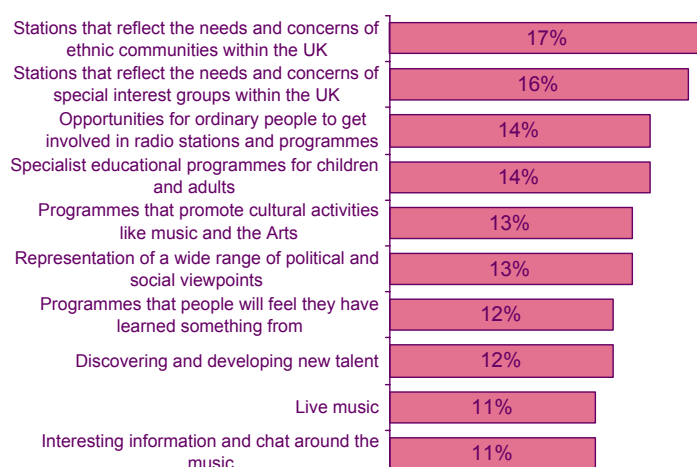 Stations that reflect the needs and concerns of
ethnic communities within the UK
17%
Stations that reflect the needs and concerns of
special interest groups within the UK
16%
Opportunities for ordinary people to get
involved in radio stations and programmes
14%
Specialist educational programmes for children
and adults
14%
Programmes that promote cultural activities
like music and the Arts
13%
Representation of a wide range of political and
social viewpoints
13%
Programmes that people will feel they have
learned something from
12%
Discovering and developing new talent
12%
Live music
11%
Interesting information and chat around the
music
11%